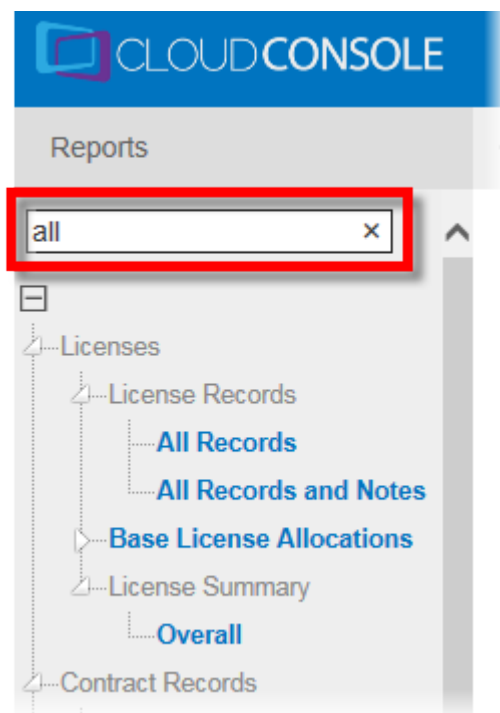 CLOUDCONSOLE
Reports
all
Licenses
License Records
All Records
All Records and Notes
Base License Allocations
License Summary
Overall
Contract Records